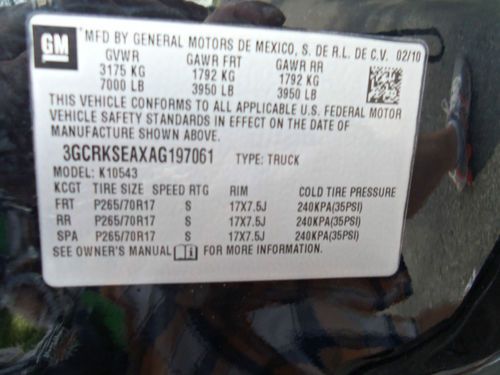 GM
MFD BY GENERAL MOTORS DE MEXICO, S. DE R.L. DE C.V. 02/10
GVWR GAWR FRT GAWR RR
3175 KG 1792 KG 1792 KG
7000 LB 3950 LB 3950 LB
THIS VEHICLE CONFORMS TO ALL APPLICABLE U.S. FEDERAL MOTOR
VEHICLE SAFETY STANDARDS IN EFFECT ON THE DATE OF
MANUFACTURE SHOWN ABOVE.
3GCRKSEAXAG197061 TYPE: TRUCK
MODEL: K10543
KCGT TIRE SIZE SPEED RTG RIM COLD TIRE PRESSURE
FRT P265/70R17 S 17X7.5J 240KPA(35PSI)
RR P265/70R17 S 17X7.5J 240KPA(35PSI)
SPA P265/70R17 S 17X7.5J 240KPA(35PSI)
SEE OWNER'S MANUAL FOR MORE INFORMATION.